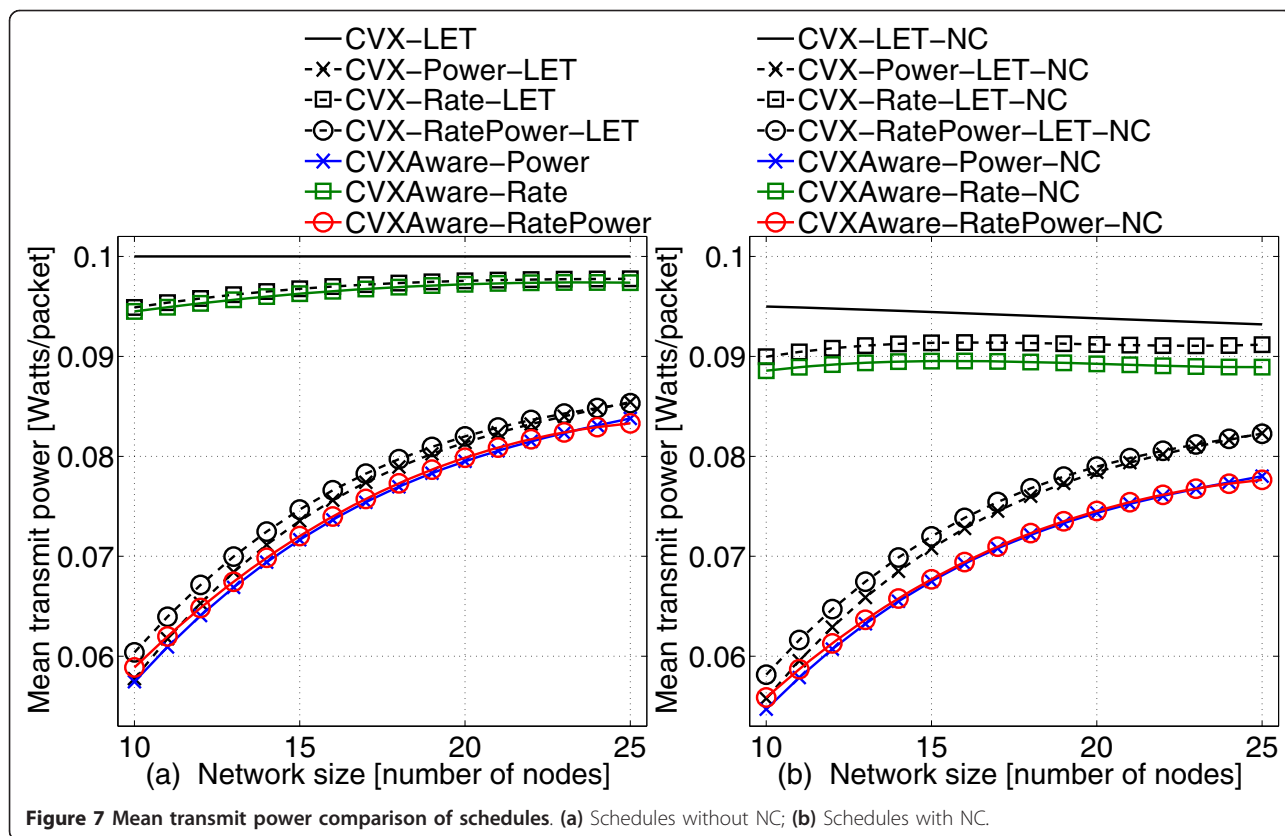 CVX−LET
CVX−Power−LET
CVX−Rate−LET
CVX−RatePower−LET
CVXAware−Power
CVXAware−Rate
CVXAware−RatePower
Mean transmit power [Watts/packet]
0.1
0.09
0.08
0.07
0.06
10
15
20
25
(a) Network size [number of nodes]
CVX−LET−NC
CVX−Power−LET−NC
CVX−Rate−LET−NC
CVX−RatePower−LET−NC
CVXAware−Power−NC
CVXAware−Rate−NC
CVXAware−RatePower−NC
Mean transmit power [Watts/packet]
0.1
0.09
0.08
0.07
0.06
10
15
20
25
(b) Network size [number of nodes]
Figure 7 Mean transmit power comparison of schedules. (a) Schedules without NC; (b) Schedules with NC.